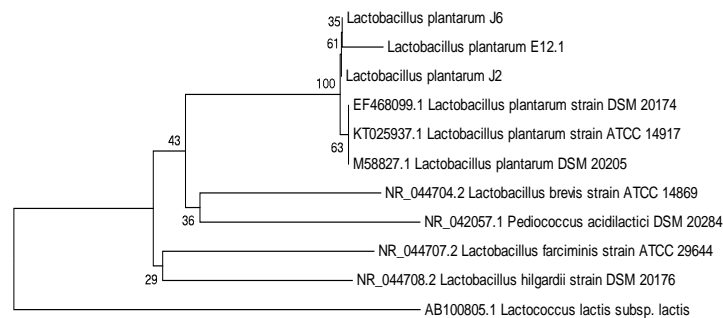 35
Lactobacillus plantarum J6
61
Lactobacillus plantarum E12.1
Lactobacillus plantarum J2
100
EF468099.1 Lactobacillus plantarum strain DSM 20174
KT025937.1 Lactobacillus plantarum strain ATCC 14917
43
63
M58827.1 Lactobacillus plantarum DSM 20205
NR_044704.2 Lactobacillus brevis strain ATCC 14869
36
NR_042057.1 Pediococcus acidilactici DSM 20284
NR_044707.2 Lactobacillus farciminis strain ATCC 29644
29
NR_044708.2 Lactobacillus hilgardii strain DSM 20176
AB100805.1 Lactococcus lactis subsp. lactis